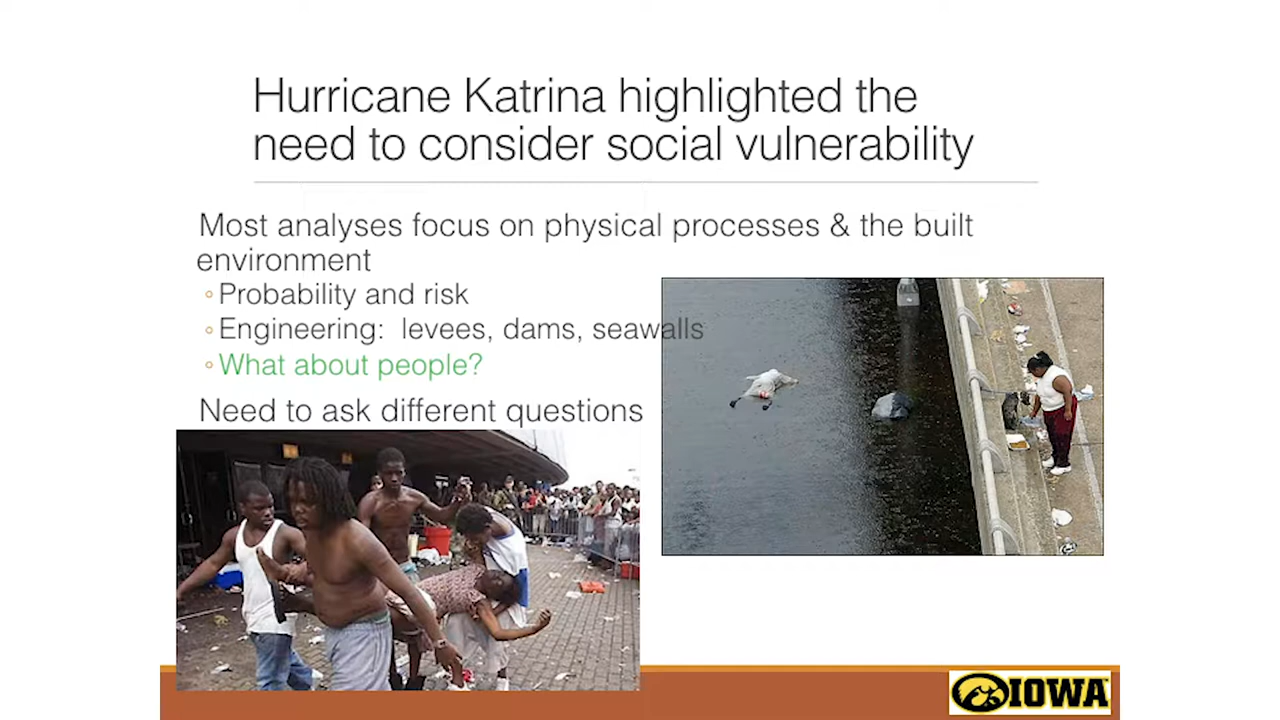 Hurricane Katrina highlighted the
need to consider social vulnerability
Most analyses focus on physical processes & the built
environment
◦ Probability and risk
◦ Engineering: levees, dams, seawalls
◦ What about people?
Need to ask different questions
IOWA